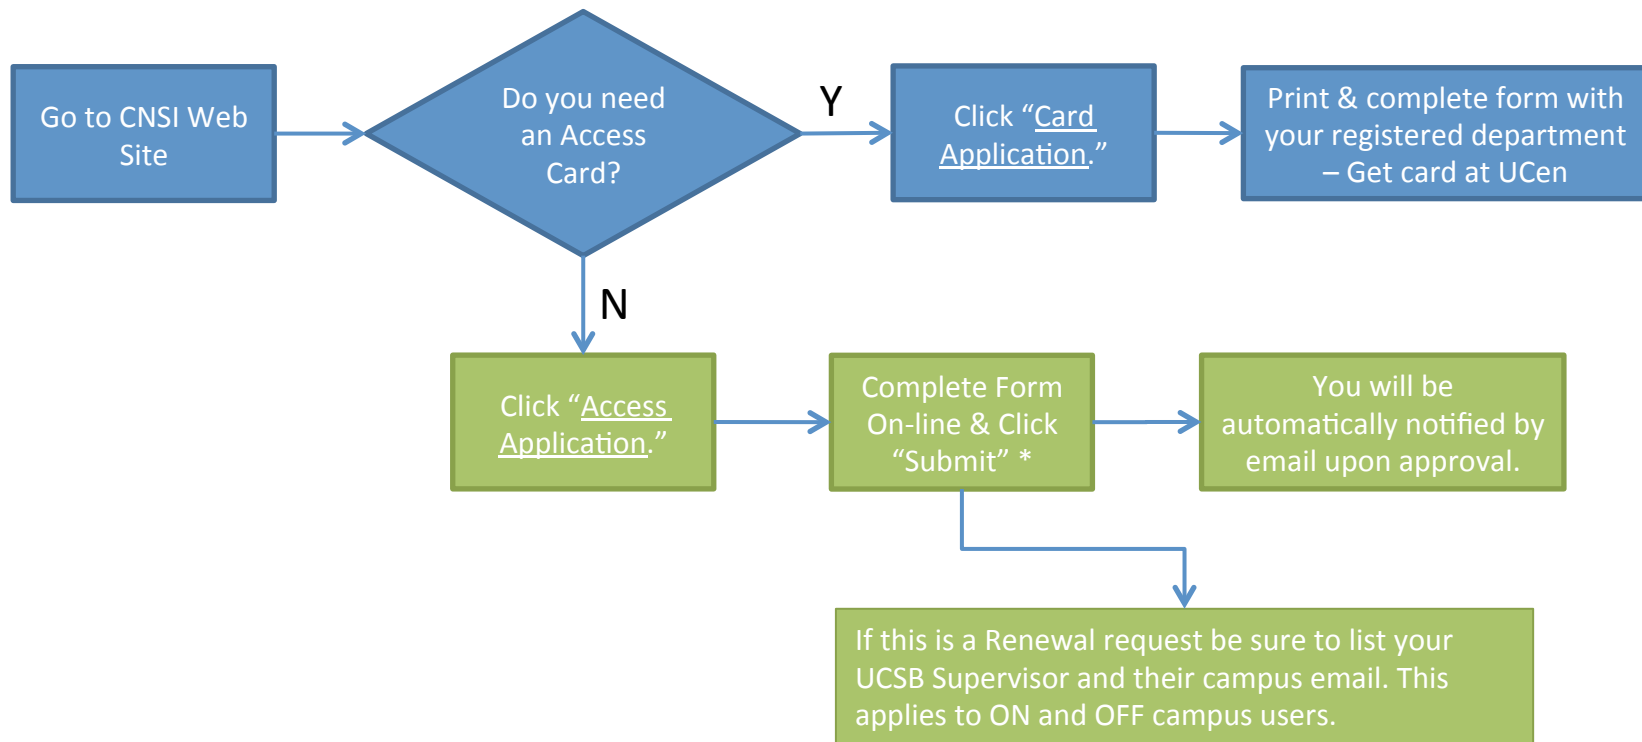 Go to CNSI Web
Site
Do you need
an Access
Card?
Y
Click “Card
Application.”
Print & complete form with
your registered department
– Get card at UCen
N
Click “Access
Application.”
Complete Form
On-line & Click
“Submit” *
You will be
automatically notified by
email upon approval.
If this is a Renewal request be sure to list your
UCSB Supervisor and their campus email. This
applies to ON and OFF campus users.